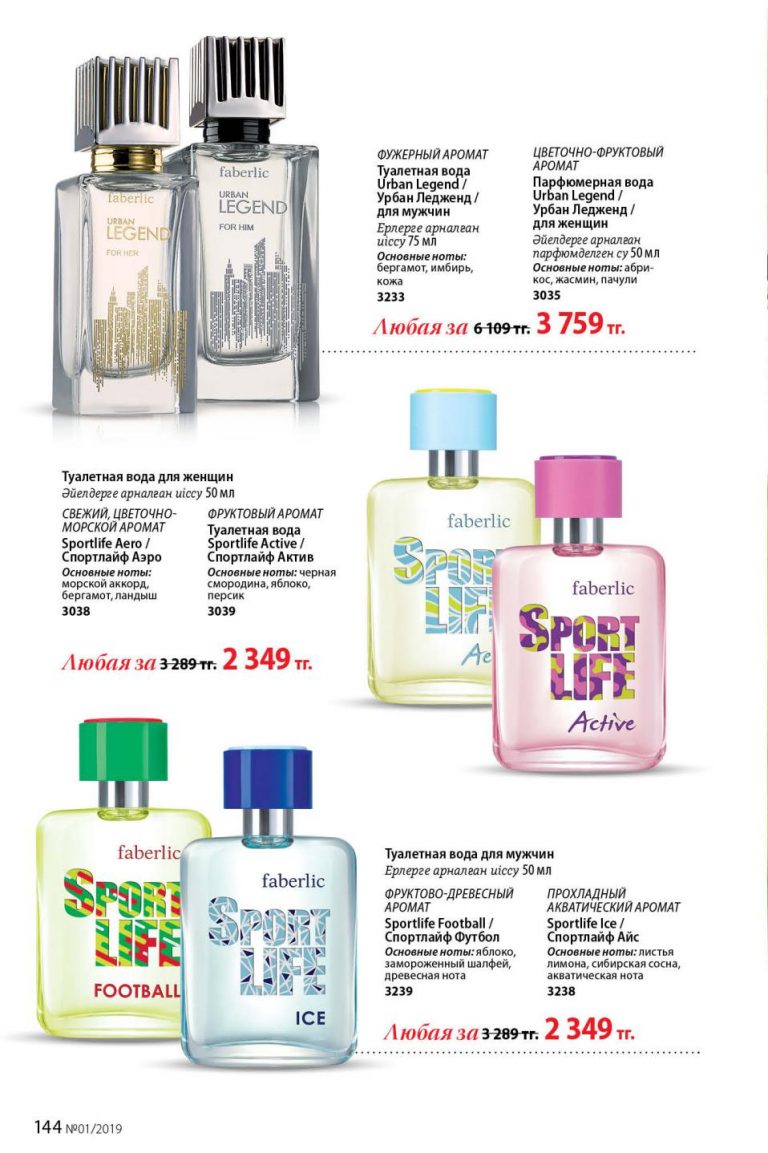 faberlic
URBAN
LEGEND
FOR HER
faberlic
URBAN
LEGEND
FOR HIM
ФУЖЕРНЫЙ АРОМАТ
Туалетная вода
Urban Legend /
Урбан Ледженд /
для мужчин
Ерлерге арналған
иіссу 75 мл
Основные ноты:
бергамот, имбирь,
кожа
3233
ЦВЕТОЧНО-ФРУКТОВЫЙ
АРОМАТ
Парфюмерная вода
Urban Legend /
Урбан Ледженд /
для женщин
Әйелдерге арналған
парфюмделген су 50 мл
Основные ноты: абри-
кос, жасмин, пачули
3035
Любая за 6 109 тг. 3 759 тг.
Туалетная вода для женщин
Әйелдерге арналған иіссу 50 мл
СВЕЖИЙ, ЦВЕТОЧНО-
МОРСКОЙ АРОМАТ
Sportlife Aero /
Спортлайф Аэро
Основные ноты:
морской аккорд,
бергамот, ландыш
3038
ФРУКТОВЫЙ АРОМАТ
Туалетная вода
Sportlife Active /
Спортлайф Актив
Основные ноты: черная
смородина, яблоко,
персик
3039
Любая за 3 289 тг. 2 349 тг.
faberlic
SPORT
LIFE
Ae
faberlic
SPORT
LIFE
Active
faberlic
SPORT
LIFE
FOOTBALL
faberlic
SPORT
LIFE
ICE
Туалетная вода для мужчин
Ерлерге арналған иіссу 50 мл
ФРУКТОВО-ДРЕВЕСНЫЙ
АРОМАТ
Sportlife Football /
Спортлайф Футбол
Основные ноты: яблоко,
замороженный шалфей,
древесная нота
3239
ПРОХЛАДНЫЙ
АКВАТИЧЕСКИЙ АРОМАТ
Sportlife Ice /
Спортлайф Айс
Основные ноты: листья
лимона, сибирская сосна,
акватическая нота
3238
Любая за 3 289 тг. 2 349 тг.
144 №01/2019